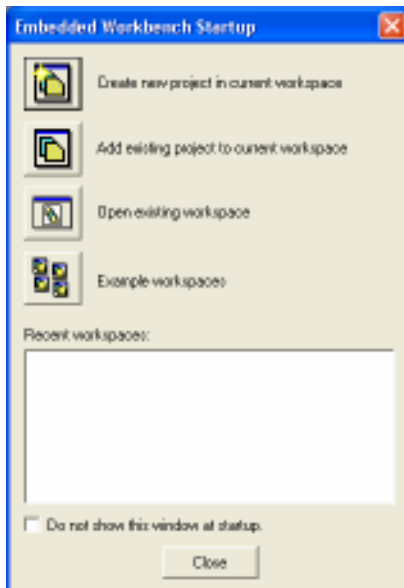 Embedded Workbench Startup
Create new project in current workspace
Add existing project to current workspace
Open existing workspace
Example workspaces
Recent workspaces:
Do not show this window at startup.
Close